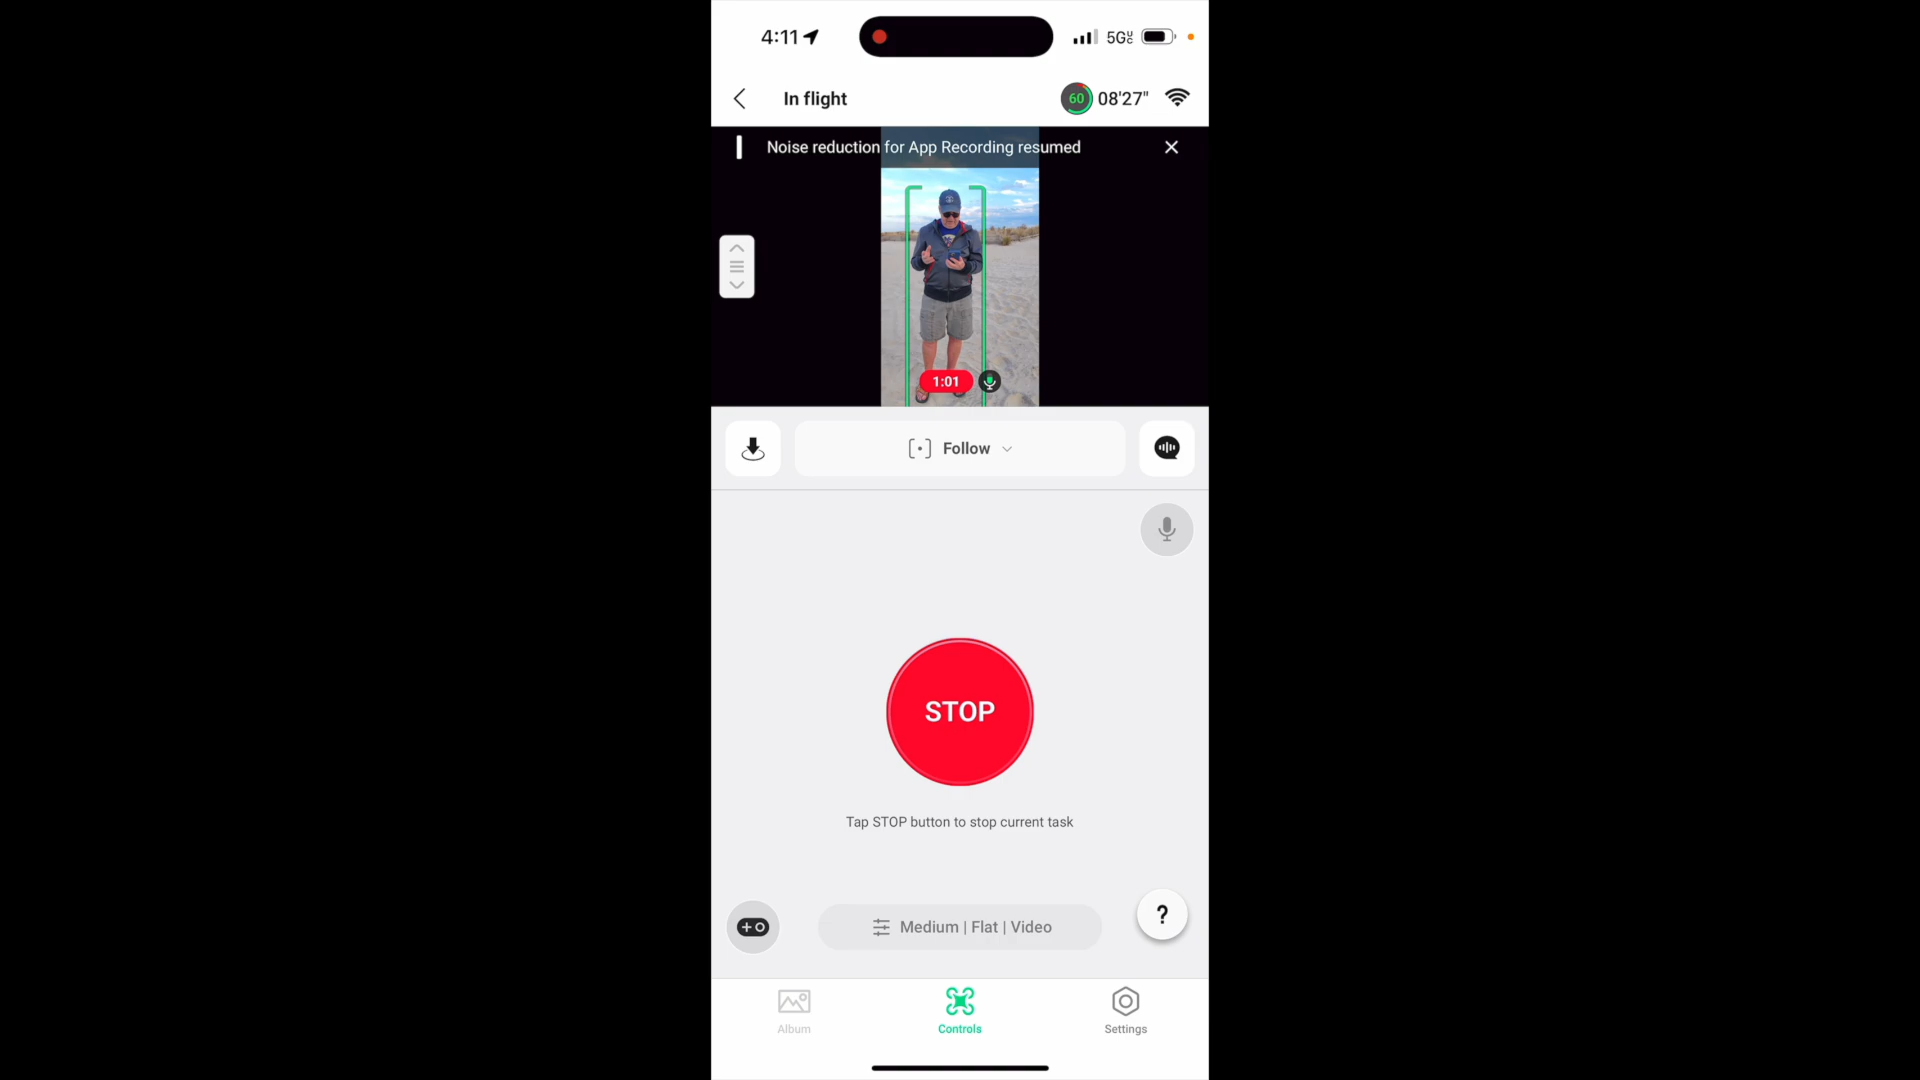 4:11
5G
In flight
60 08'27"
Noise reduction for App Recording resumed
1:01
Follow
STOP
Tap STOP button to stop current task
Medium | Flat | Video
?
Album
Controls
Settings